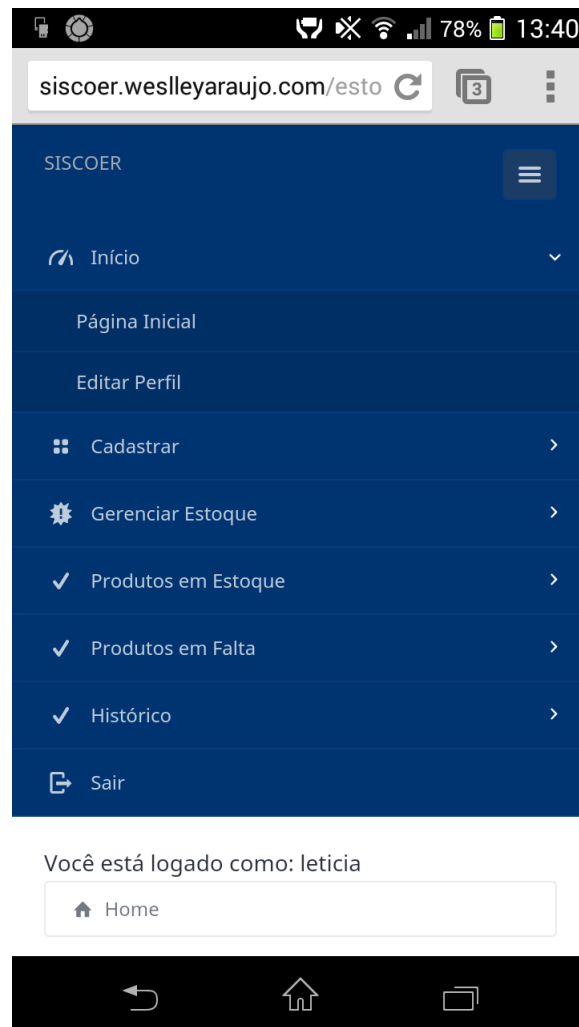 78% 13:40
siscoer.weslleyaraujo.com/esto 3
SISCOER
Início
Página Inicial
Editar Perfil
Cadastrar
Gerenciar Estoque
Produtos em Estoque
Produtos em Falta
Histórico
Sair
Você está logado como: leticia
Home